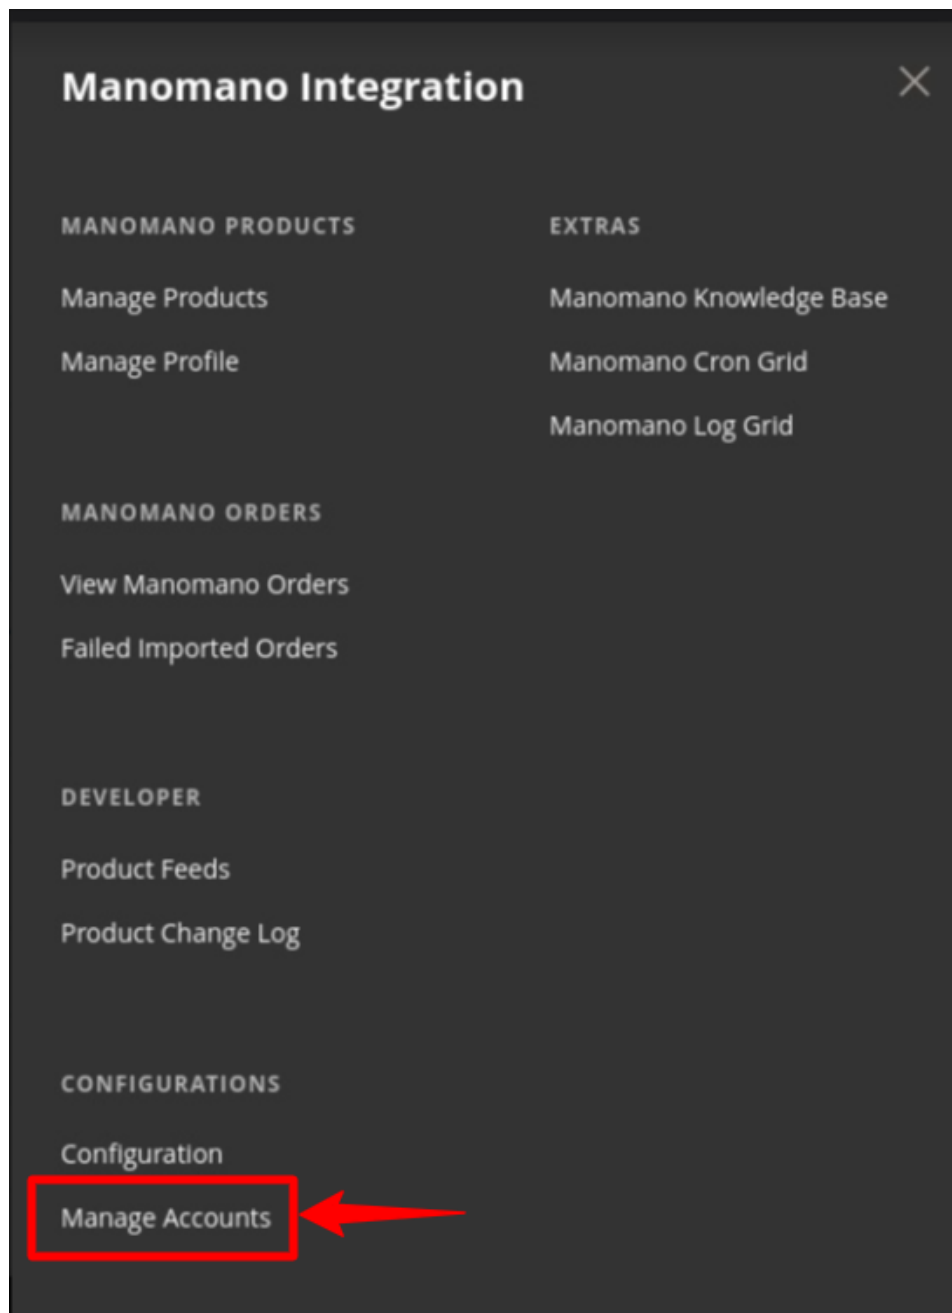 Manomano Integration
MANOMANO PRODUCTS
Manage Products
Manage Profile
EXTRAS
Manomano Knowledge Base
Manomano Cron Grid
Manomano Log Grid
MANOMANO ORDERS
View Manomano Orders
Failed Imported Orders
DEVELOPER
Product Feeds
Product Change Log
CONFIGURATIONS
Configuration
Manage Accounts